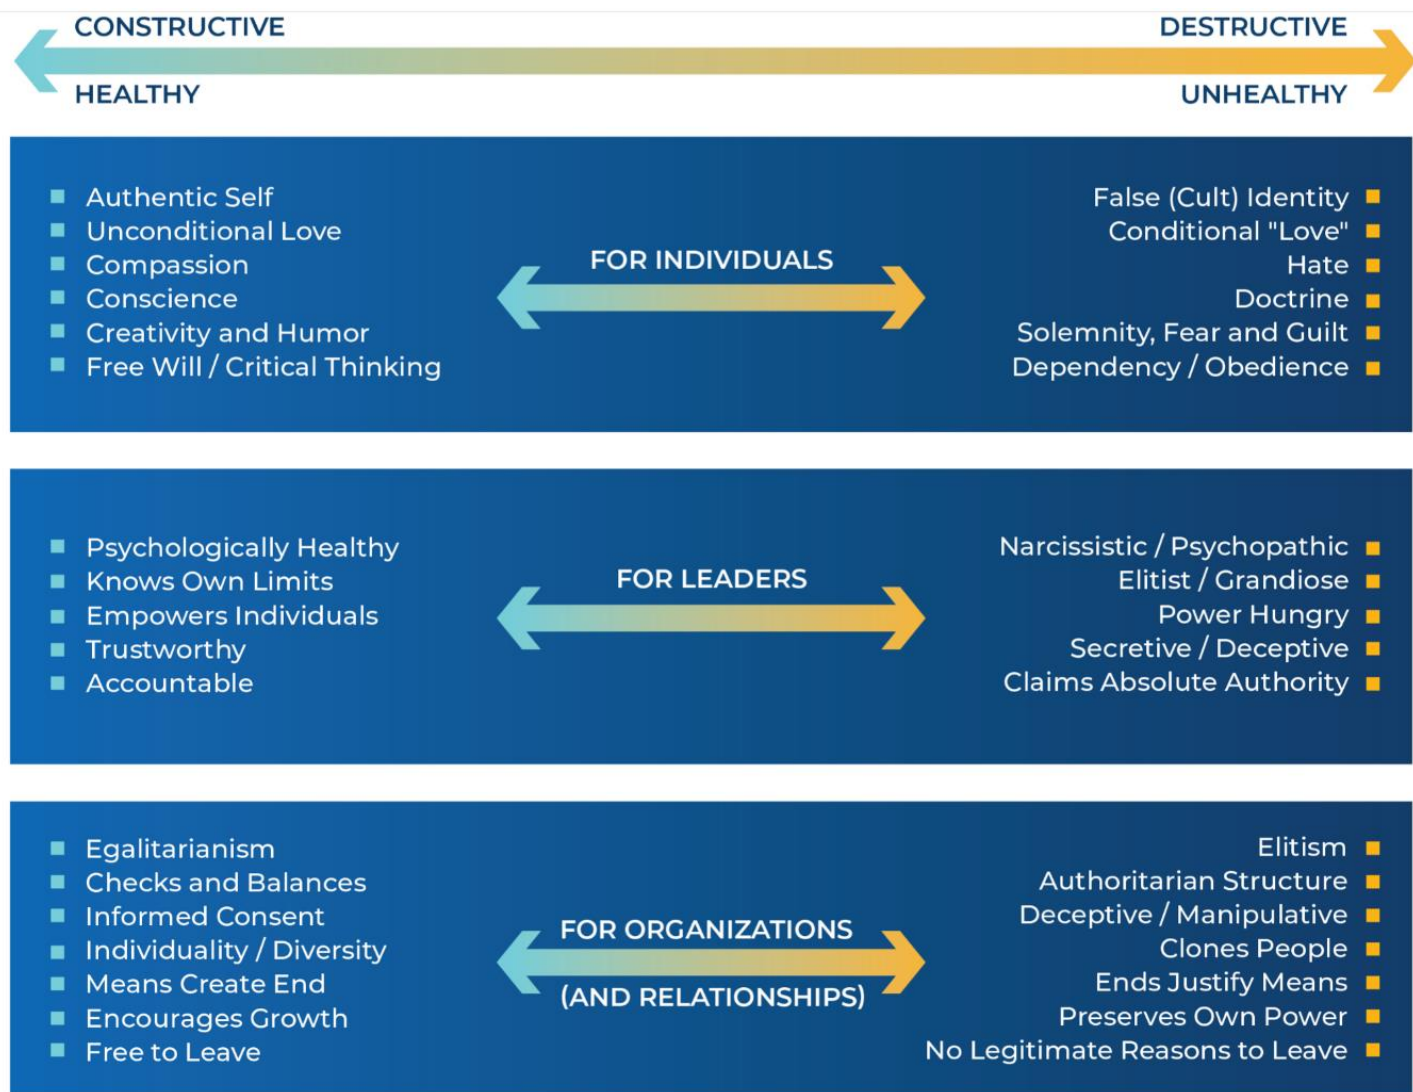 CONSTRUCTIVE
DESTRUCTIVE
HEALTHY
UNHEALTHY
Authentic Self
Unconditional Love
Compassion
Conscience
Creativity and Humor
Free Will / Critical Thinking
FOR INDIVIDUALS
False (Cult) Identity
Conditional "Love"
Hate
Doctrine
Solemnity, Fear and Guilt
Dependency / Obedience
Psychologically Healthy
Knows Own Limits
Empowers Individuals
Trustworthy
Accountable
FOR LEADERS
Narcissistic / Psychopathic
Elitist / Grandiose
Power Hungry
Secretive / Deceptive
Claims Absolute Authority
Egalitarianism
Checks and Balances
Informed Consent
Individuality / Diversity
Means Create End
Encourages Growth
Free to Leave
FOR ORGANIZATIONS
(AND RELATIONSHIPS)
Elitism
Authoritarian Structure
Deceptive / Manipulative
Clones People
Ends Justify Means
Preserves Own Power
No Legitimate Reasons to Leave